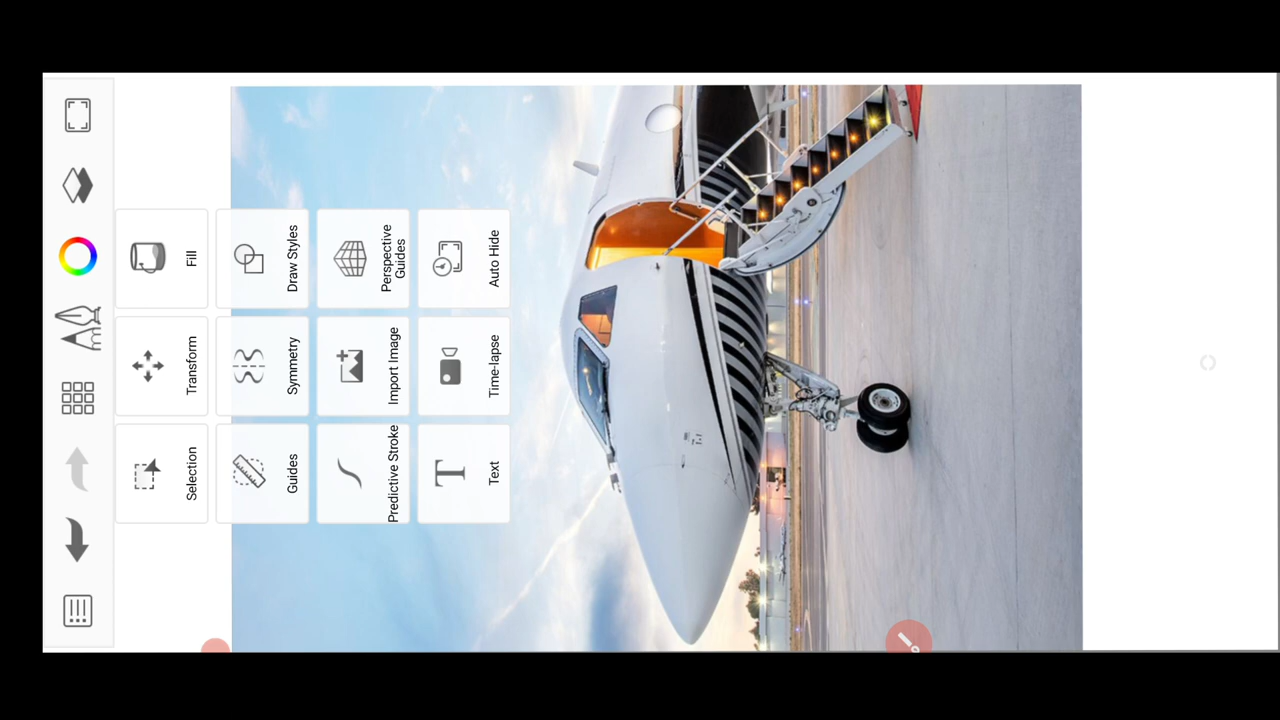 Selection
Transform
Fill
Guides
Symmetry
Draw Styles
Predictive Stroke
Import Image
Perspective
Guides
Text
Time-lapse
Auto Hide